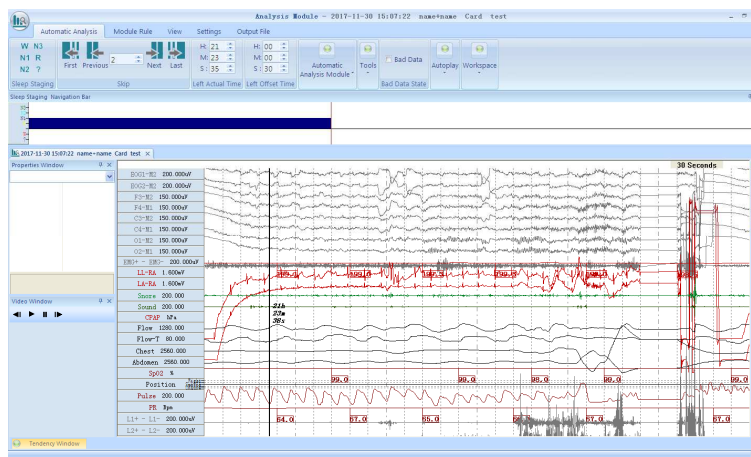 Analysis Module - 2017-11-30 15:07:22 name+name Card test
Automatic Analysis Module Rule View Settings Output File
W N3
N1 R
N2 ?
Sleep Staging
First Previous 2 Next Last
Skip
H: 21
M: 23
S: 35
Left Actual Time
H: 00
M: 00
S: 30
Left Offset Time
Automatic
Analysis Module
Tools
Bad Data
Bad Data State
Autoplay
Workspace
Sleep Staging Navigation Bar
2017-11-30 15:07:22 name+name Card test
Properties Window
Video Window
30 Seconds
EOG1-M2 200.000uV
EOG2-M2 200.000uV
F3-M2 150.000uV
F4-M1 150.000uV
C3-M2 150.000uV
C4-M1 150.000uV
O1-M2 150.000uV
O2-M1 150.000uV
EMG+ - EMG- 200.000uV
LL-RA 1.600mV
LA-RA 1.600mV
Snore 200.000
Sound 200.000
21h
23m
38s
CPAP hPa
Flow 1280.000
Flow-T 80.000
Chest 2560.000
Abdomen 2560.000
SpO2 %
99.0 99.0 98.0 99.0 99.0
Position
Pulse 200.000
PR Bpm
64.0 67.0 65.0 67.0 67.0
L1+ - L1- 200.000uV
L2+ - L2- 200.000uV
Tendency Window